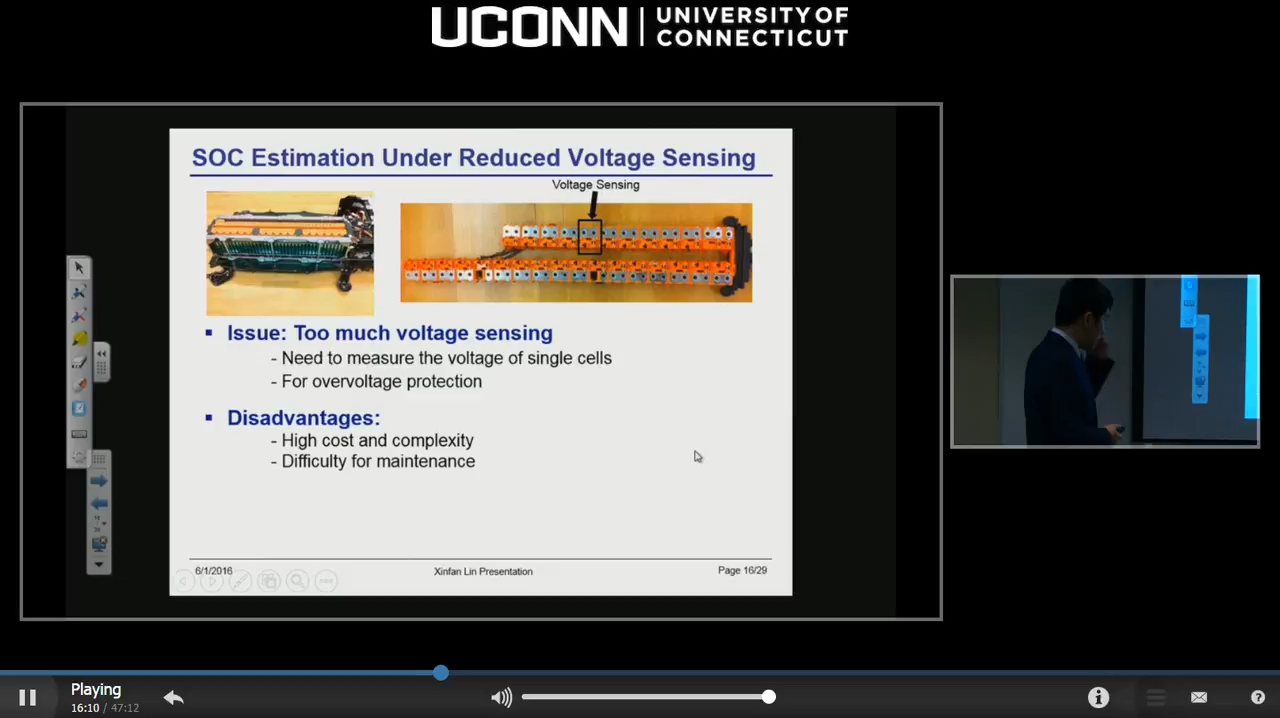 UCONN
UNIVERSITY OF
CONNECTICUT
SOC Estimation Under Reduced Voltage Sensing
Voltage Sensing
▪ Issue: Too much voltage sensing
- Need to measure the voltage of single cells
- For overvoltage protection
▪ Disadvantages:
- High cost and complexity
- Difficulty for maintenance
6/1/2016
Xinfan Lin Presentation
Page 16/29
Playing
16:10 / 47:12